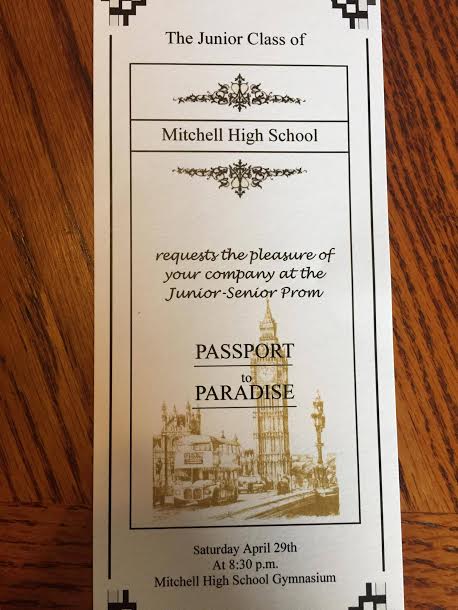 The Junior Class of
Mitchell High School
requests the pleasure of
your company at the
Junior-Senior Prom
PASSPORT
to
PARADISE
Saturday April 29th
At 8:30 p.m.
Mitchell High School Gymnasium